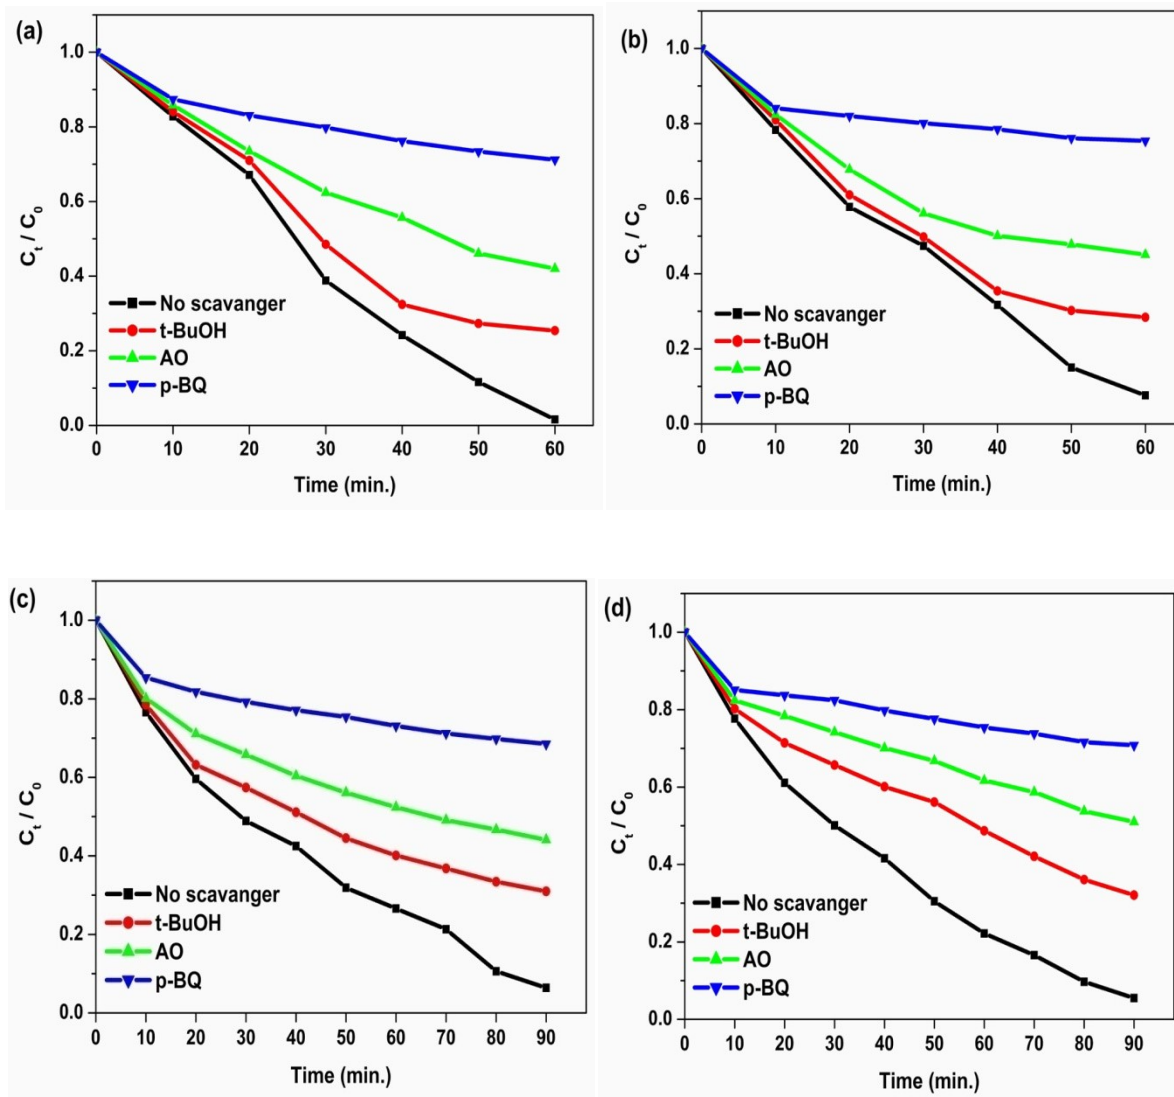 (a)
1.0
0.8
0.6
0.4
0.2
0.0
C_t / C_0
No scavanger
t-BuOH
AO
p-BQ
0 10 20 30 40 50 60
Time (min.)
(b)
1.0
0.8
0.6
0.4
0.2
0.0
C_t / C_0
No scavanger
t-BuOH
AO
p-BQ
0 10 20 30 40 50 60
Time (min.)
(c)
1.0
0.8
0.6
0.4
0.2
0.0
C_t / C_0
No scavanger
t-BuOH
AO
p-BQ
0 10 20 30 40 50 60 70 80 90
Time (min.)
(d)
1.0
0.8
0.6
0.4
0.2
0.0
C_t / C_0
No scavanger
t-BuOH
AO
p-BQ
0 10 20 30 40 50 60 70 80 90
Time (min.)